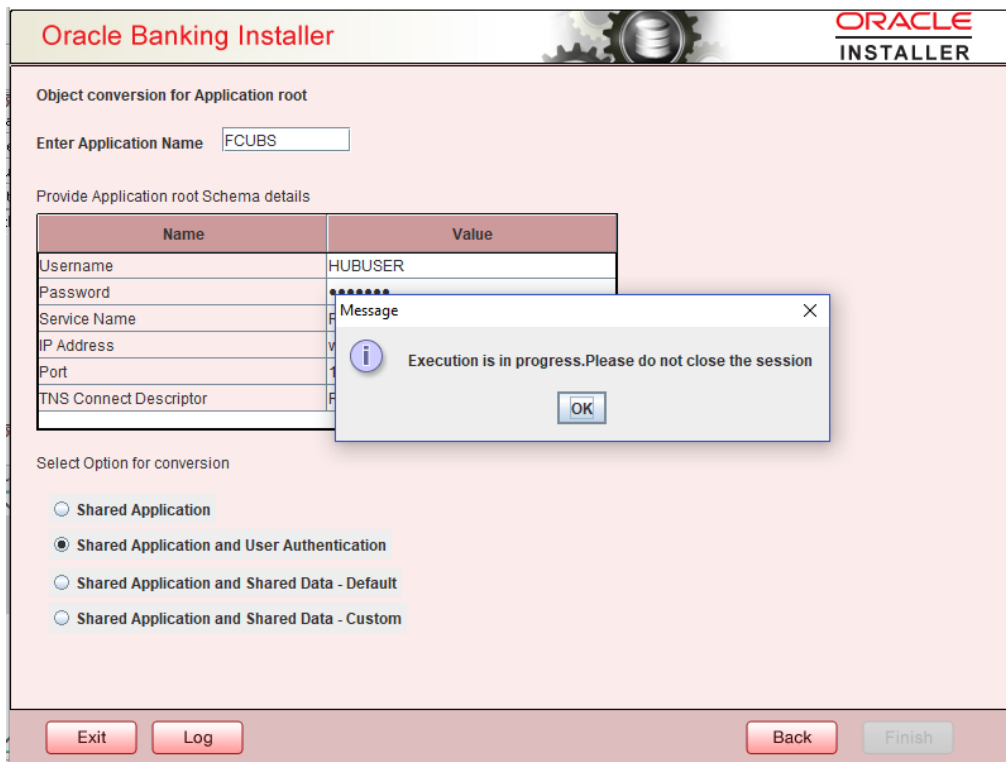 Oracle Banking Installer
ORACLE
INSTALLER
Object conversion for Application root
Enter Application Name FCUBS
Provide Application root Schema details
Name Value
Username HUBUSER
Password
Service Name
IP Address
Port
TNS Connect Descriptor
Message
Execution is in progress.Please do not close the session
OK
Select Option for conversion
Shared Application
Shared Application and User Authentication
Shared Application and Shared Data - Default
Shared Application and Shared Data - Custom
Exit Log Back Finish